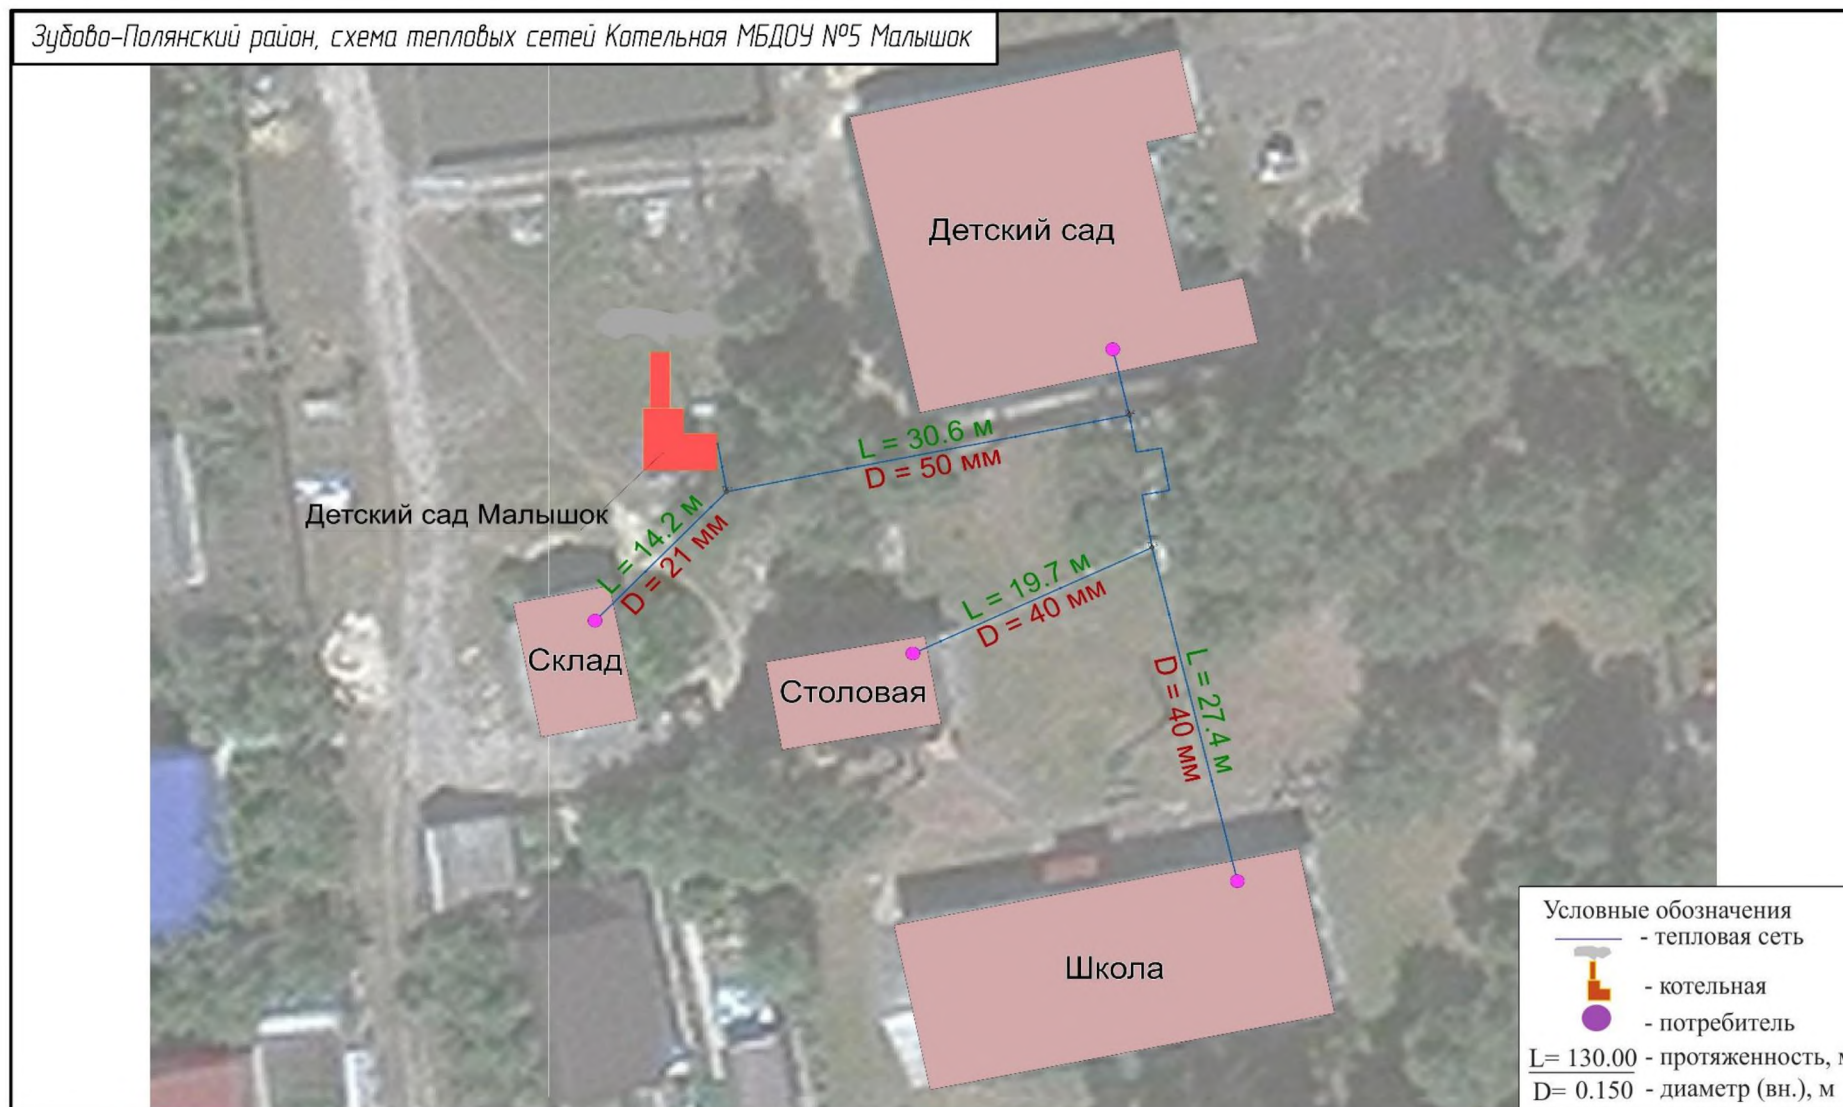 Зубово-Полянский район, схема тепловых сетей Котельная МБДОУ №5 Малышок
Детский сад
L = 30.6 м
D = 50 мм
Детский сад Малышок
L = 14.2 м
D = 21 мм
L = 19.7 м
D = 40 мм
Склад
Столовая
L = 27.4 м
D = 40 мм
Школа
Условные обозначения
- тепловая сеть
- котельная
- потребитель
L= 130.00 - протяженность, м
D= 0.150 - диаметр (вн.), м